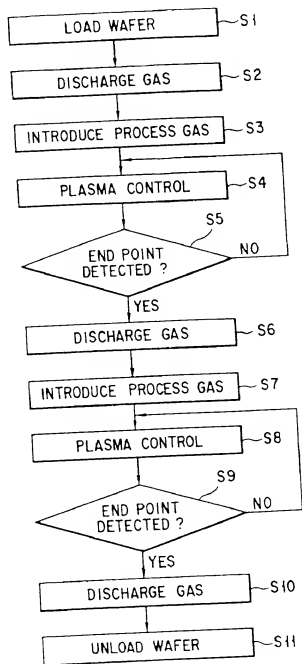 LOAD WAFER S1
DISCHARGE GAS S2
INTRODUCE PROCESS GAS S3
PLASMA CONTROL S4
S5
END POINT
DETECTED ? NO
YES
DISCHARGE GAS S6
INTRODUCE PROCESS GAS S7
PLASMA CONTROL S8
S9
END POINT
DETECTED ? NO
YES
DISCHARGE GAS S10
UNLOAD WAFER S11